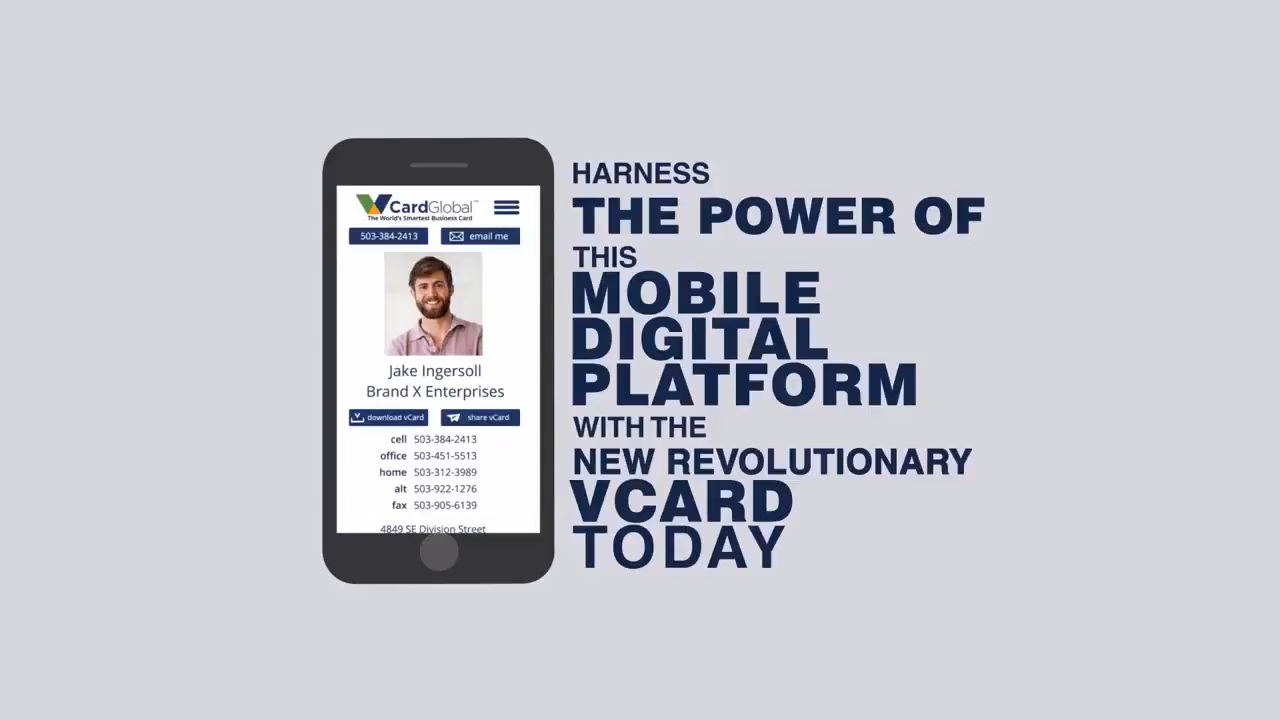 VCardGlobal™
The World's Smartest Business Card
503-384-2413
email me
Jake Ingersoll
Brand X Enterprises
download vCard
share vCard
cell 503-384-2413
office 503-451-5513
home 503-312-3989
alt 503-922-1276
fax 503-905-6139
4849 SE Division Street
HARNESS
THE POWER OF
THIS
MOBILE
DIGITAL
PLATFORM
WITH THE
NEW REVOLUTIONARY
VCARD
TODAY